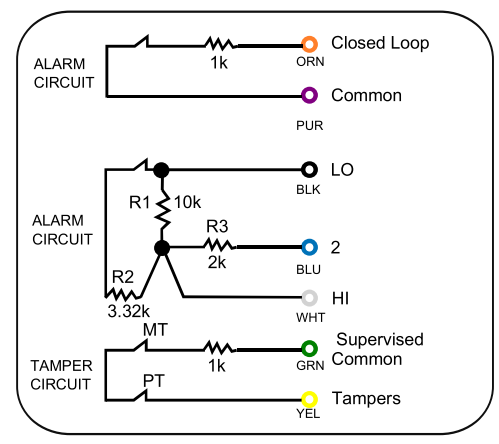 ALARM
CIRCUIT
1k
Closed Loop
ORN
Common
PUR
ALARM
CIRCUIT
LO
BLK
R1
10k
R3
2k
2
BLU
R2
3.32k
HI
WHT
TAMPER
CIRCUIT
MT
1k
Supervised
Common
GRN
PT
Tampers
YEL